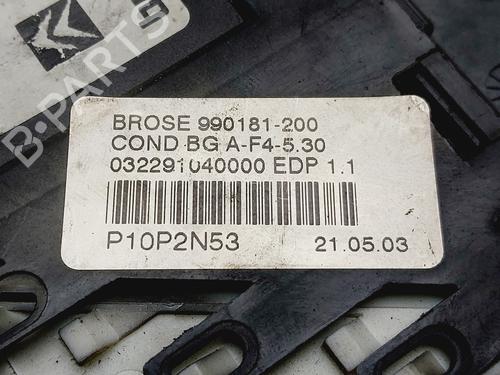 B-PARTS
BROSE 990181-200
COND BG A-F4-5.30
032291040000 EDP 1.1
P10P2N53 21.05.03